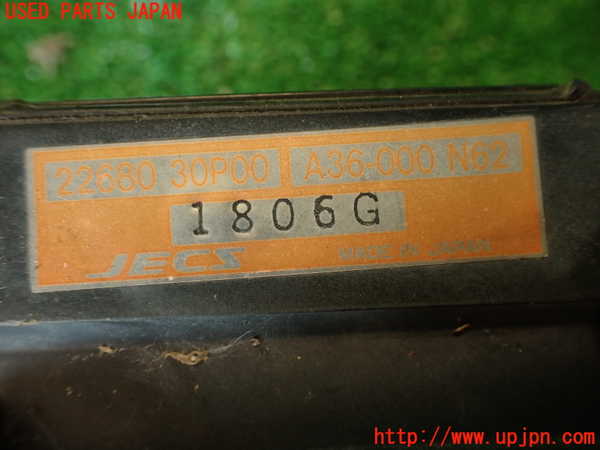 USED PARTS JAPAN
22680 30P00 A36-000 N62
1806G
JECS MADE IN JAPAN
http://www.upjpn.com/